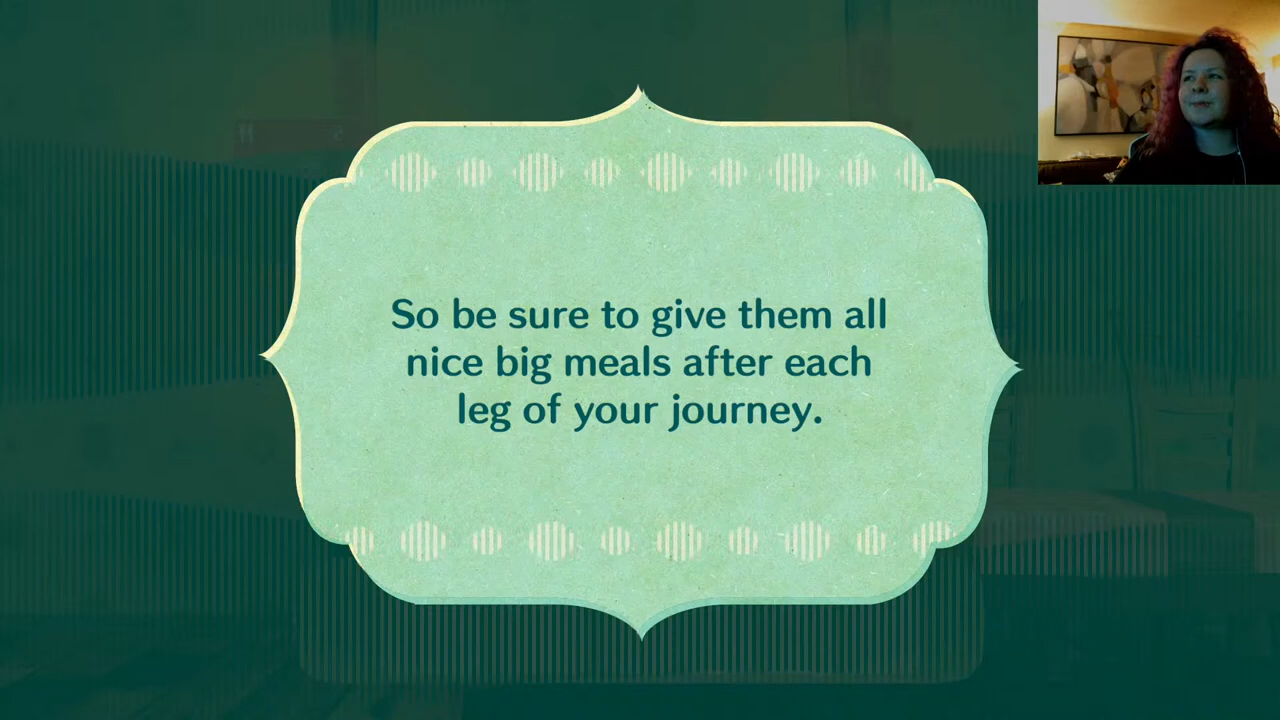 So be sure to give them all
nice big meals after each
leg of your journey.